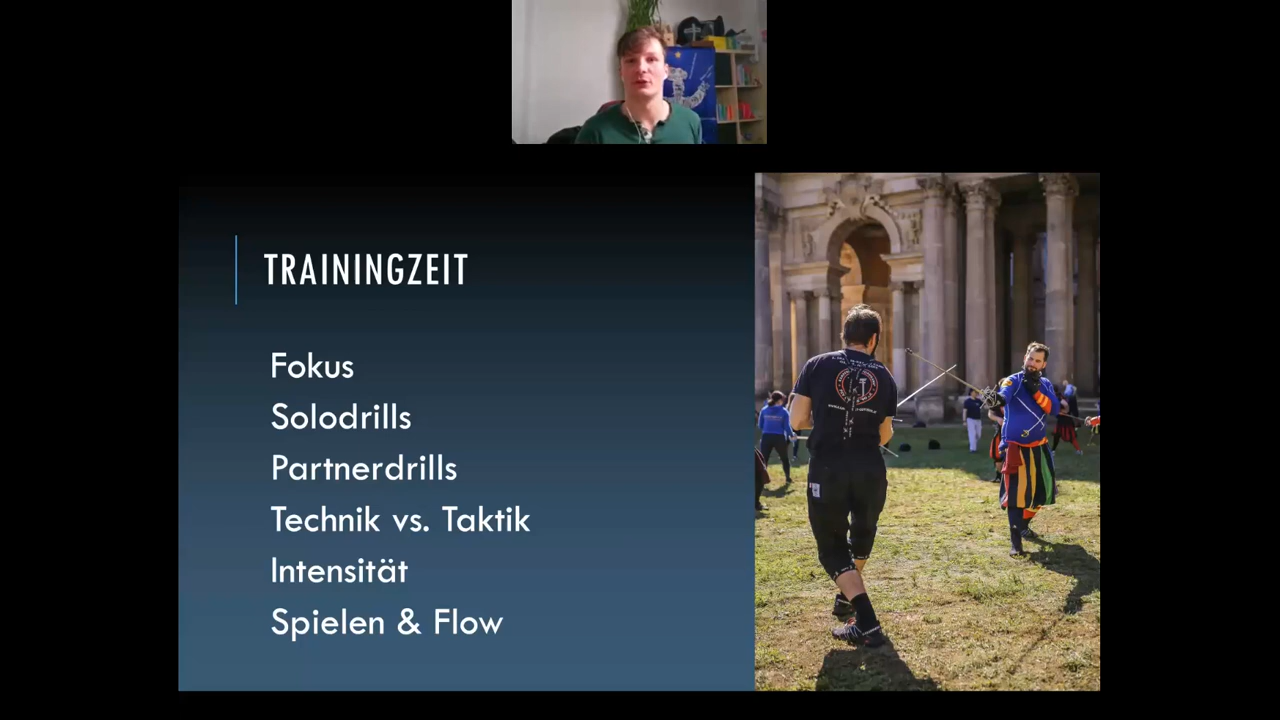 TRAININGZEIT
Fokus
Solodrills
Partnerdrills
Technik vs. Taktik
Intensität
Spielen & Flow